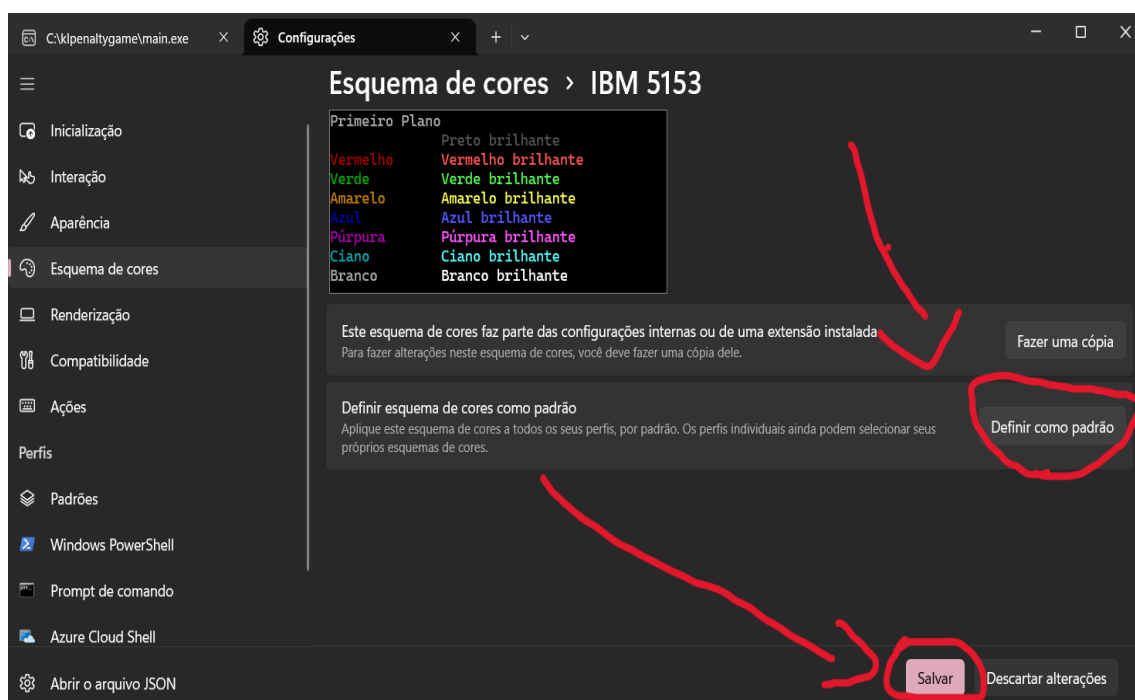 C:\klpenaltygame\main.exe
Configurações
Inicialização
Interação
Aparência
Esquema de cores
Renderização
Compatibilidade
Ações
Perfis
Padrões
Windows PowerShell
Prompt de comando
Azure Cloud Shell
Abrir o arquivo JSON
Esquema de cores > IBM 5153
Primeiro Plano
Preto brilhante
Vermelho Vermelho brilhante
Verde Verde brilhante
Amarelo Amarelo brilhante
Azul Azul brilhante
Púrpura Púrpura brilhante
Ciano Ciano brilhante
Branco Branco brilhante
Este esquema de cores faz parte das configurações internas ou de uma extensão instalada
Para fazer alterações neste esquema de cores, você deve fazer uma cópia dele.
Fazer uma cópia
Definir esquema de cores como padrão
Aplique este esquema de cores a todos os seus perfis, por padrão. Os perfis individuais ainda podem selecionar seus
próprios esquemas de cores.
Definir como padrão
Salvar
Descartar alterações